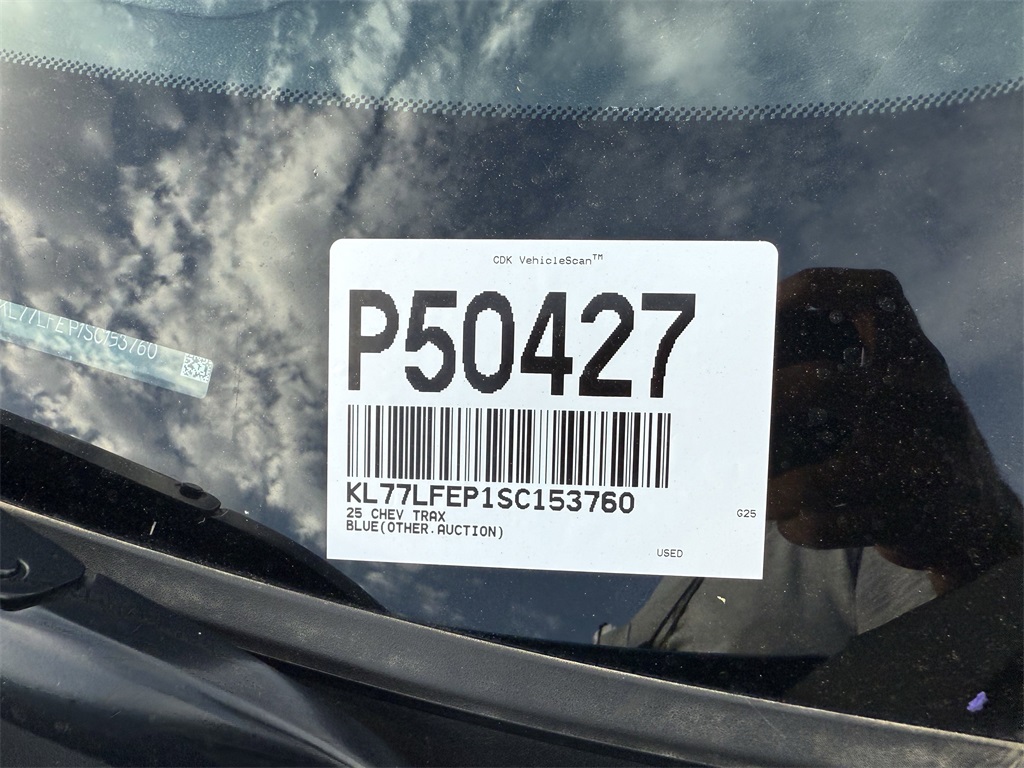 CDK VehicleScan™
P50427
KL77LFEP1SC153760
KL77LFEP1SC153760
25 CHEV TRAX
G25
BLUE(OTHER.AUCTION)
USED